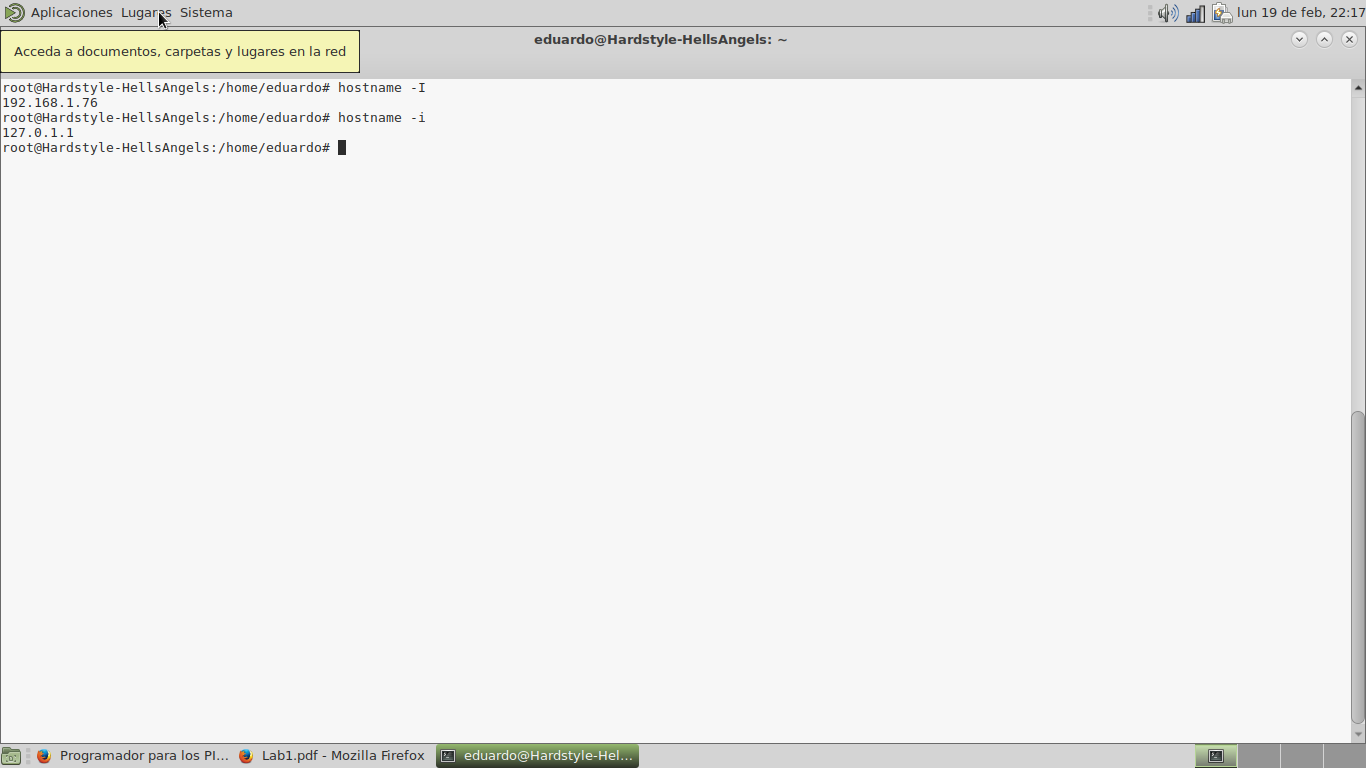 Aplicaciones Lugares Sistema lun 19 de feb, 22:17
eduardo@Hardstyle-HellsAngels: ~
Acceda a documentos, carpetas y lugares en la red
root@Hardstyle-HellsAngels:/home/eduardo# hostname -I
192.168.1.76
root@Hardstyle-HellsAngels:/home/eduardo# hostname -i
127.0.1.1
root@Hardstyle-HellsAngels:/home/eduardo#
Programador para los PI... Lab1.pdf - Mozilla Firefox eduardo@Hardstyle-Hel...